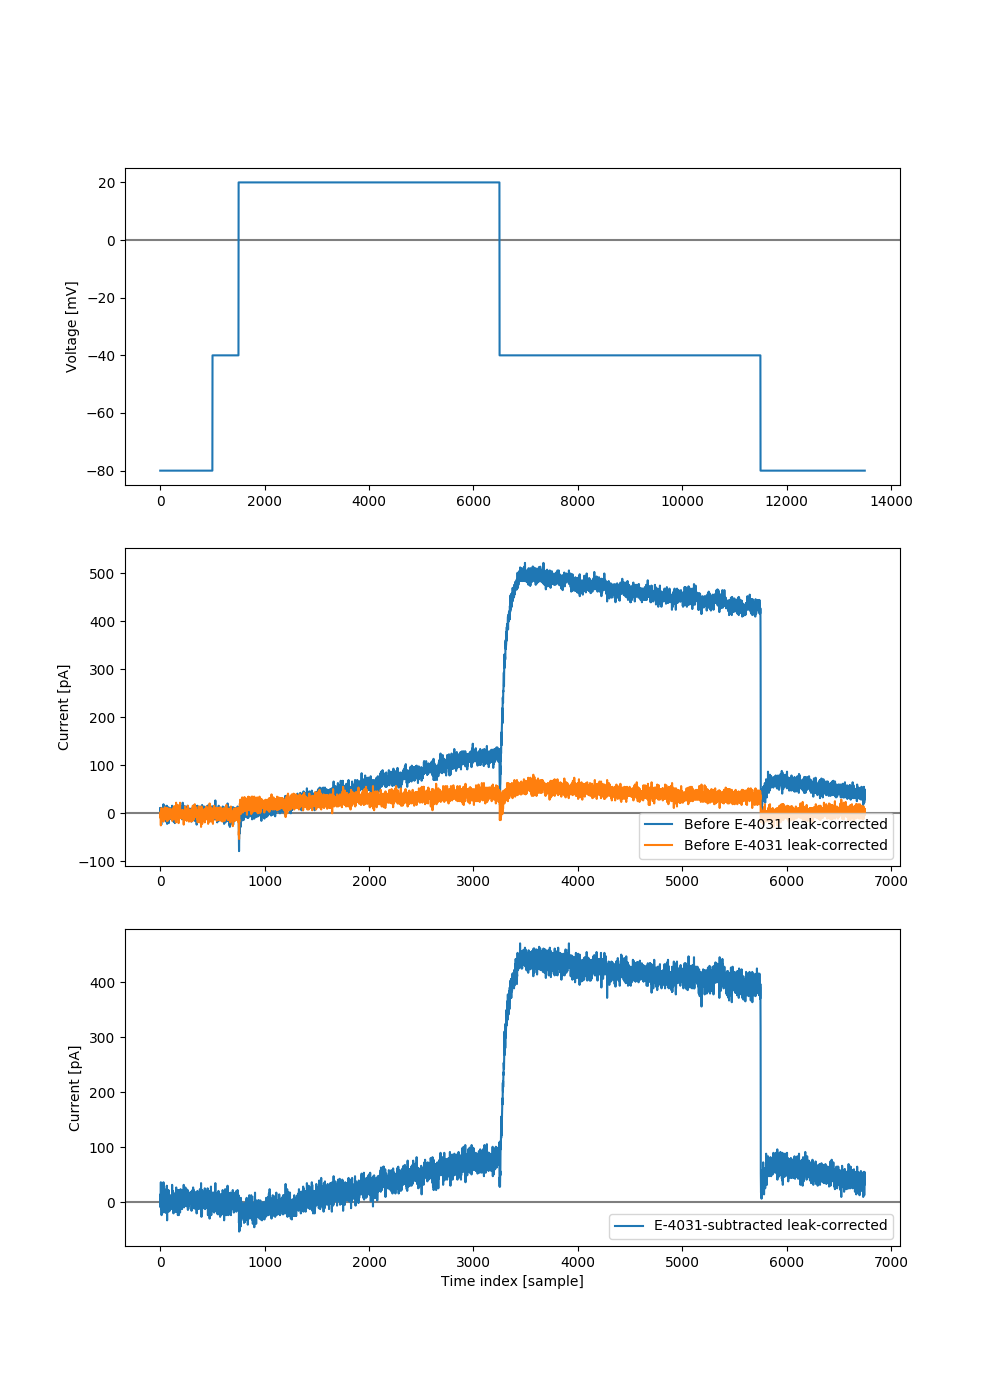 20
0
−20
−40
−60
−80
Voltage [mV]
0 2000 4000 6000 8000 10000 12000 14000
500
400
300
200
100
0
−100
Current [pA]
Before E-4031 leak-corrected
Before E-4031 leak-corrected
0 1000 2000 3000 4000 5000 6000 7000
400
300
200
100
0
Current [pA]
E-4031-subtracted leak-corrected
0 1000 2000 3000 4000 5000 6000 7000
Time index [sample]